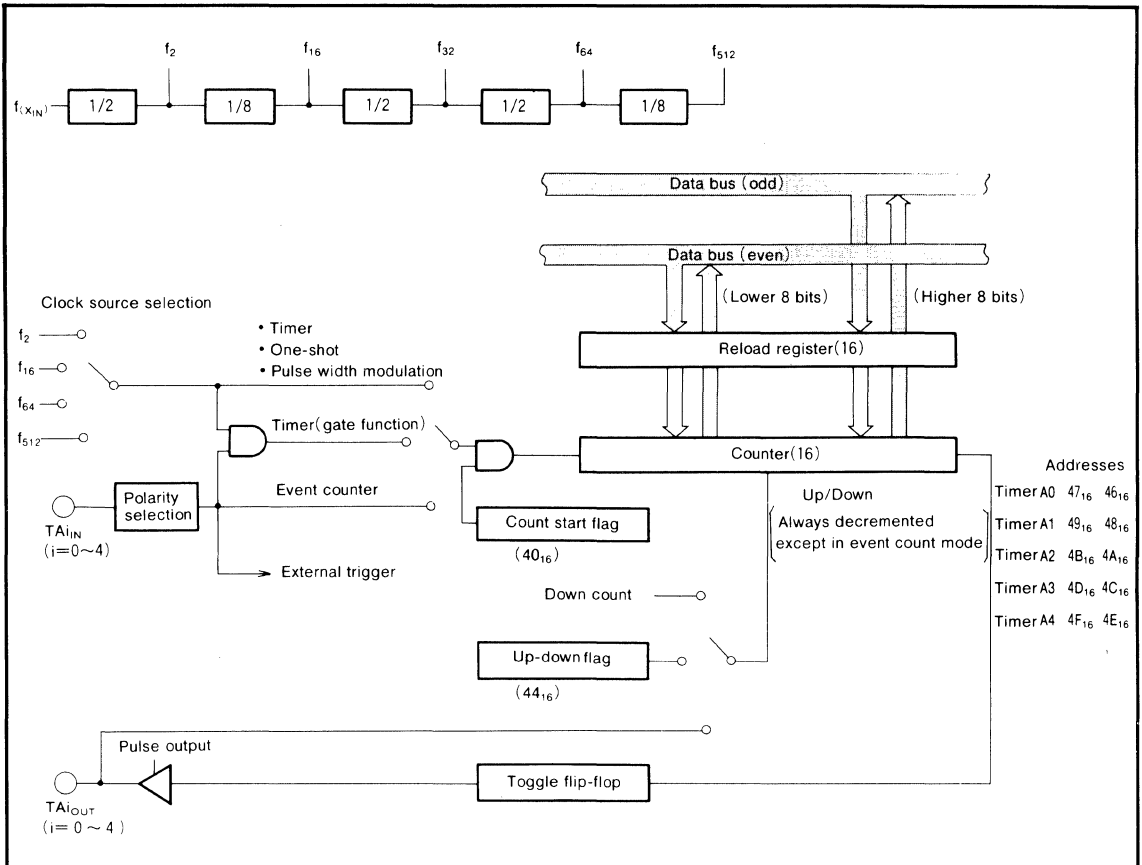 f₂ f₁₆ f₃₂ f₆₄ f₅₁₂
f(X_IN) 1/2 1/8 1/2 1/2 1/8
Data bus (odd)
Data bus (even)
(Lower 8 bits) (Higher 8 bits)
Clock source selection
f₂
f₁₆
f₆₄
f₅₁₂
• Timer
• One-shot
• Pulse width modulation
Reload register(16)
Timer(gate function)
Counter(16)
Polarity
selection
TAi_IN
(i=0~4)
Event counter
External trigger
Count start flag
(40₁₆)
Up/Down
Always decremented
except in event count mode
Addresses
Timer A0 47₁₆ 46₁₆
Timer A1 49₁₆ 48₁₆
Timer A2 4B₁₆ 4A₁₆
Timer A3 4D₁₆ 4C₁₆
Timer A4 4F₁₆ 4E₁₆
Down count
Up-down flag
(44₁₆)
Pulse output
Toggle flip-flop
TAi_OUT
(i= 0 ~ 4 )